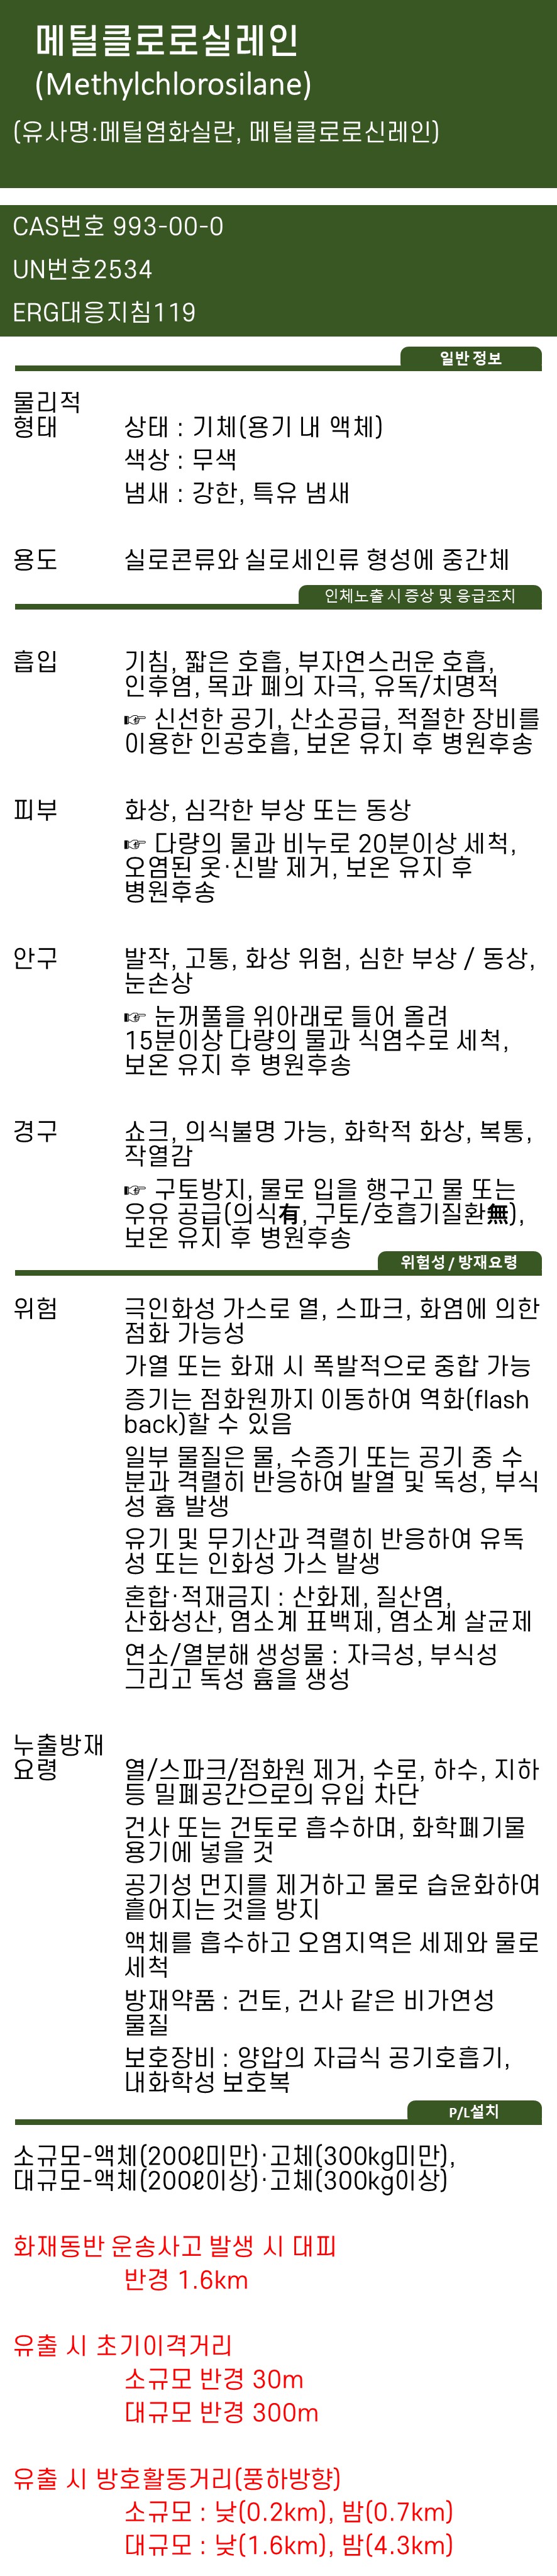 메틸클로로실레인
(Methylchlorosilane)
(유사명:메틸염화실란, 메틸클로로신레인)
CAS번호 993-00-0
UN번호2534
ERG대응지침119
일반 정보
물리적
형태 상태 : 기체(용기 내 액체)
색상 : 무색
냄새 : 강한, 특유 냄새
용도 실로콘류와 실로세인류 형성에 중간체
인체노출 시 증상 및 응급조치
흡입 기침, 짧은 호흡, 부자연스러운 호흡,
인후염, 목과 폐의 자극, 유독/치명적
☞ 신선한 공기, 산소공급, 적절한 장비를
이용한 인공호흡, 보온 유지 후 병원후송
피부 화상, 심각한 부상 또는 동상
☞ 다량의 물과 비누로 20분이상 세척,
오염된 옷·신발 제거, 보온 유지 후
병원후송
안구 발작, 고통, 화상 위험, 심한 부상 / 동상,
눈손상
☞ 눈꺼풀을 위아래로 들어 올려
15분이상 다량의 물과 식염수로 세척,
보온 유지 후 병원후송
경구 쇼크, 의식불명 가능, 화학적 화상, 복통,
작열감
☞ 구토방지, 물로 입을 행구고 물 또는
우유 공급(의식有, 구토/호흡기질환無),
보온 유지 후 병원후송
위험성 / 방재요령
위험 극인화성 가스로 열, 스파크, 화염에 의한
점화 가능성
가열 또는 화재 시 폭발적으로 중합 가능
증기는 점화원까지 이동하여 역화(flash
back)할 수 있음
일부 물질은 물, 수증기 또는 공기 중 수
분과 격렬히 반응하여 발열 및 독성, 부식
성 흄 발생
유기 및 무기산과 격렬히 반응하여 유독
성 또는 인화성 가스 발생
혼합·적재금지 : 산화제, 질산염,
산화성산, 염소계 표백제, 염소계 살균제
연소/열분해 생성물 : 자극성, 부식성
그리고 독성 흄을 생성
누출방재
요령 열/스파크/점화원 제거, 수로, 하수, 지하
등 밀폐공간으로의 유입 차단
건사 또는 건토로 흡수하며, 화학폐기물
용기에 넣을 것
공기성 먼지를 제거하고 물로 습윤화하여
흩어지는 것을 방지
액체를 흡수하고 오염지역은 세제와 물로
세척
방재약품 : 건토, 건사 같은 비가연성
물질
보호장비 : 양압의 자급식 공기호흡기,
내화학성 보호복
P/L설치
소규모-액체(200ℓ미만)·고체(300kg미만),
대규모-액체(200ℓ이상)·고체(300kg이상)
화재동반 운송사고 발생 시 대피
반경 1.6km
유출 시 초기이격거리
소규모 반경 30m
대규모 반경 300m
유출 시 방호활동거리(풍하방향)
소규모 : 낮(0.2km), 밤(0.7km)
대규모 : 낮(1.6km), 밤(4.3km)